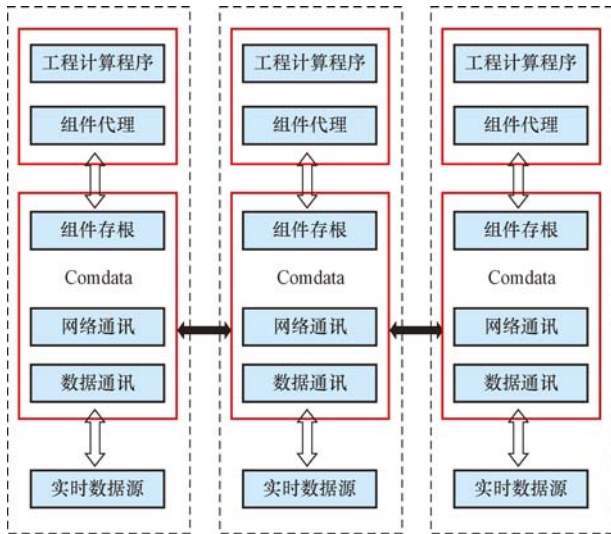 工程计算程序
组件代理
组件存根
Comdata
网络通讯
数据通讯
实时数据源
工程计算程序
组件代理
组件存根
Comdata
网络通讯
数据通讯
实时数据源
工程计算程序
组件代理
组件存根
Comdata
网络通讯
数据通讯
实时数据源